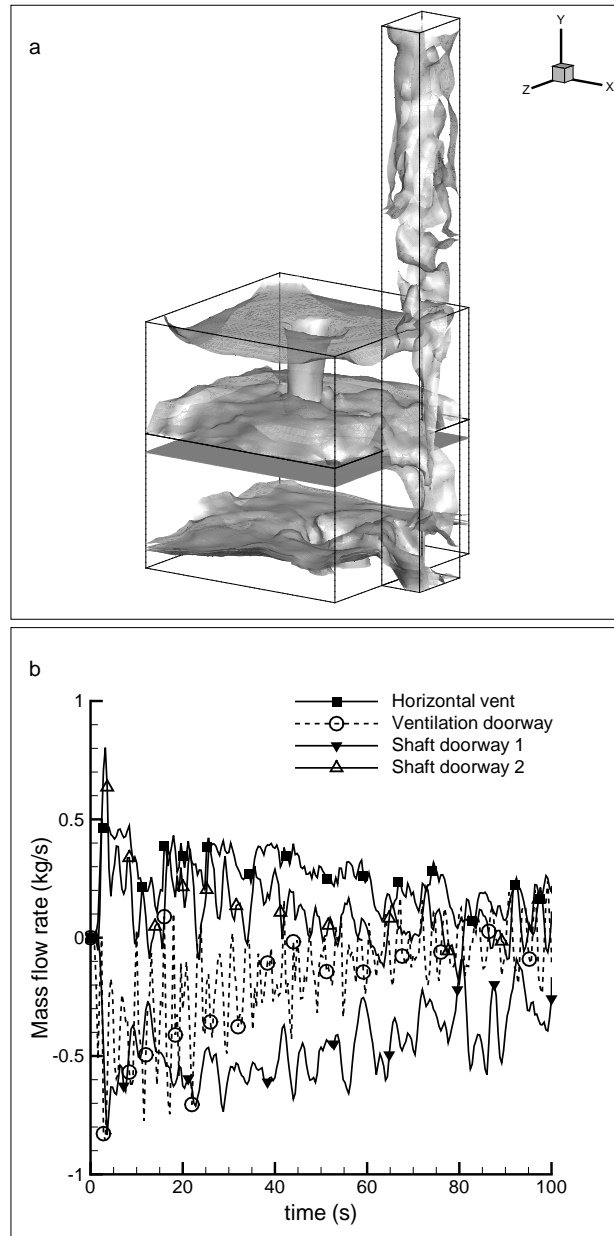 a
Y
Z
X
b
Mass flow rate (kg/s)
1
0.5
0
-0.5
-1
Horizontal vent
Ventilation doorway
Shaft doorway 1
Shaft doorway 2
0
20
40
60
80
100
time (s)